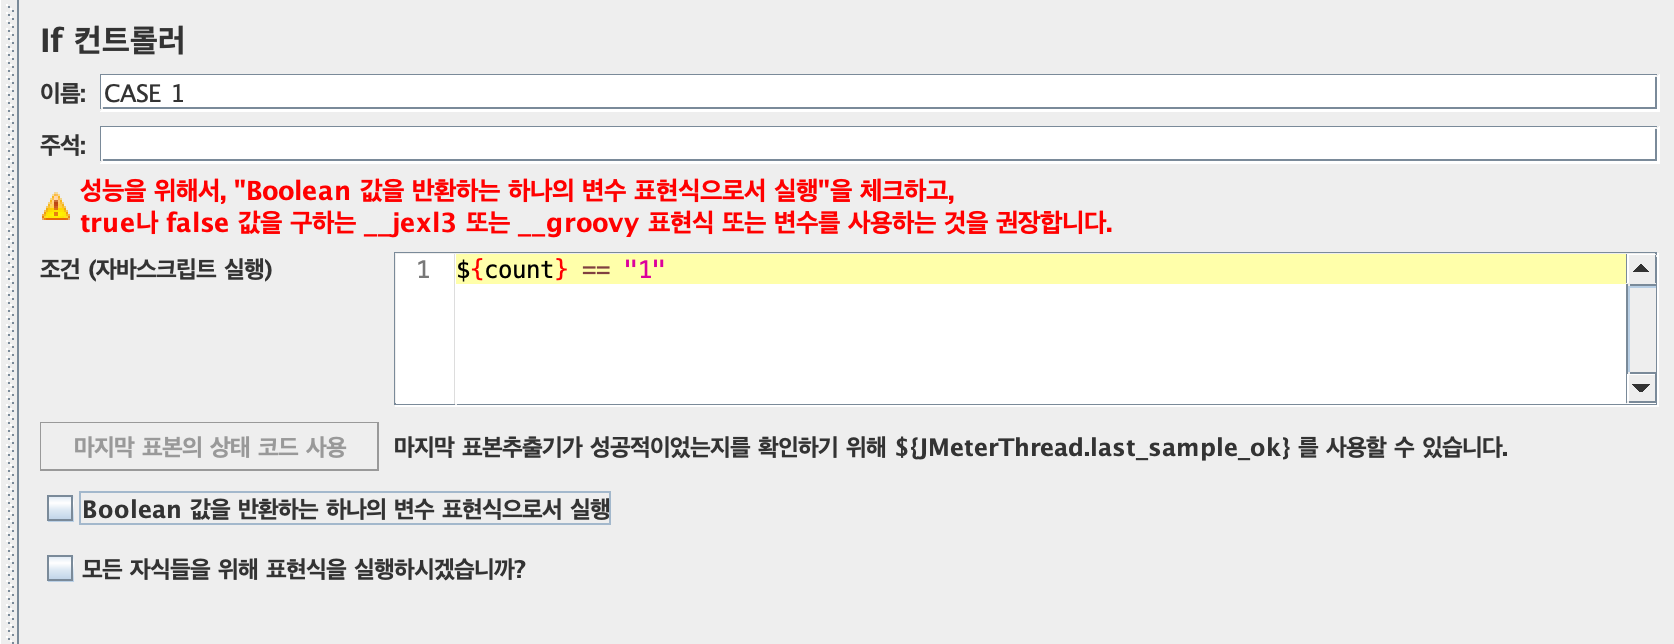 If 컨트롤러
이름: CASE 1
주석:
성능을 위해서, "Boolean 값을 반환하는 하나의 변수 표현식으로서 실행"을 체크하고,
true나 false 값을 구하는 __jexl3 또는 __groovy 표현식 또는 변수를 사용하는 것을 권장합니다.
조건 (자바스크립트 실행)
1 ${count} == "1"
마지막 표본의 상태 코드 사용 마지막 표본추출기가 성공적이었는지를 확인하기 위해 ${JMeterThread.last_sample_ok} 를 사용할 수 있습니다.
Boolean 값을 반환하는 하나의 변수 표현식으로서 실행
모든 자식들을 위해 표현식을 실행하시겠습니까?